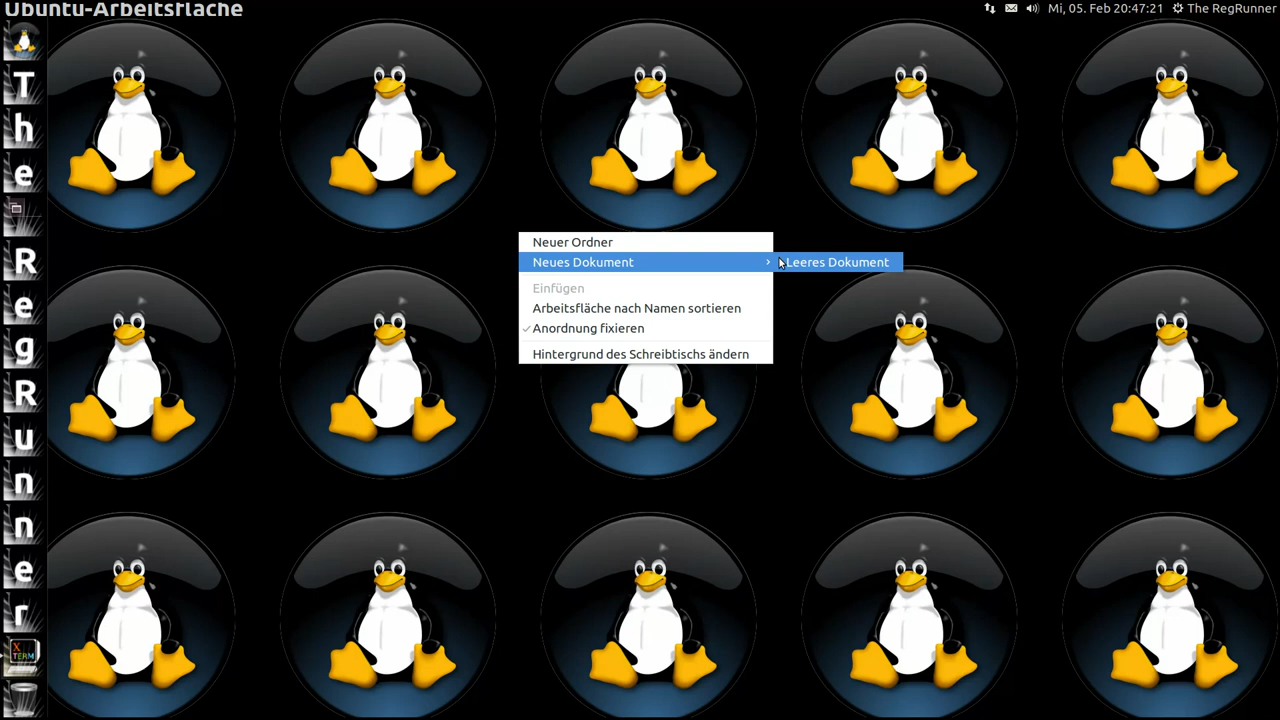 Ubuntu-Arbeitsfläche
Mi, 05. Feb 20:47:21 The RegRunner
T
h
e
R
e
g
R
u
n
n
e
r
X
TERM
Neuer Ordner
Neues Dokument
Leeres Dokument
Einfügen
Arbeitsfläche nach Namen sortieren
Anordnung fixieren
Hintergrund des Schreibtischs ändern